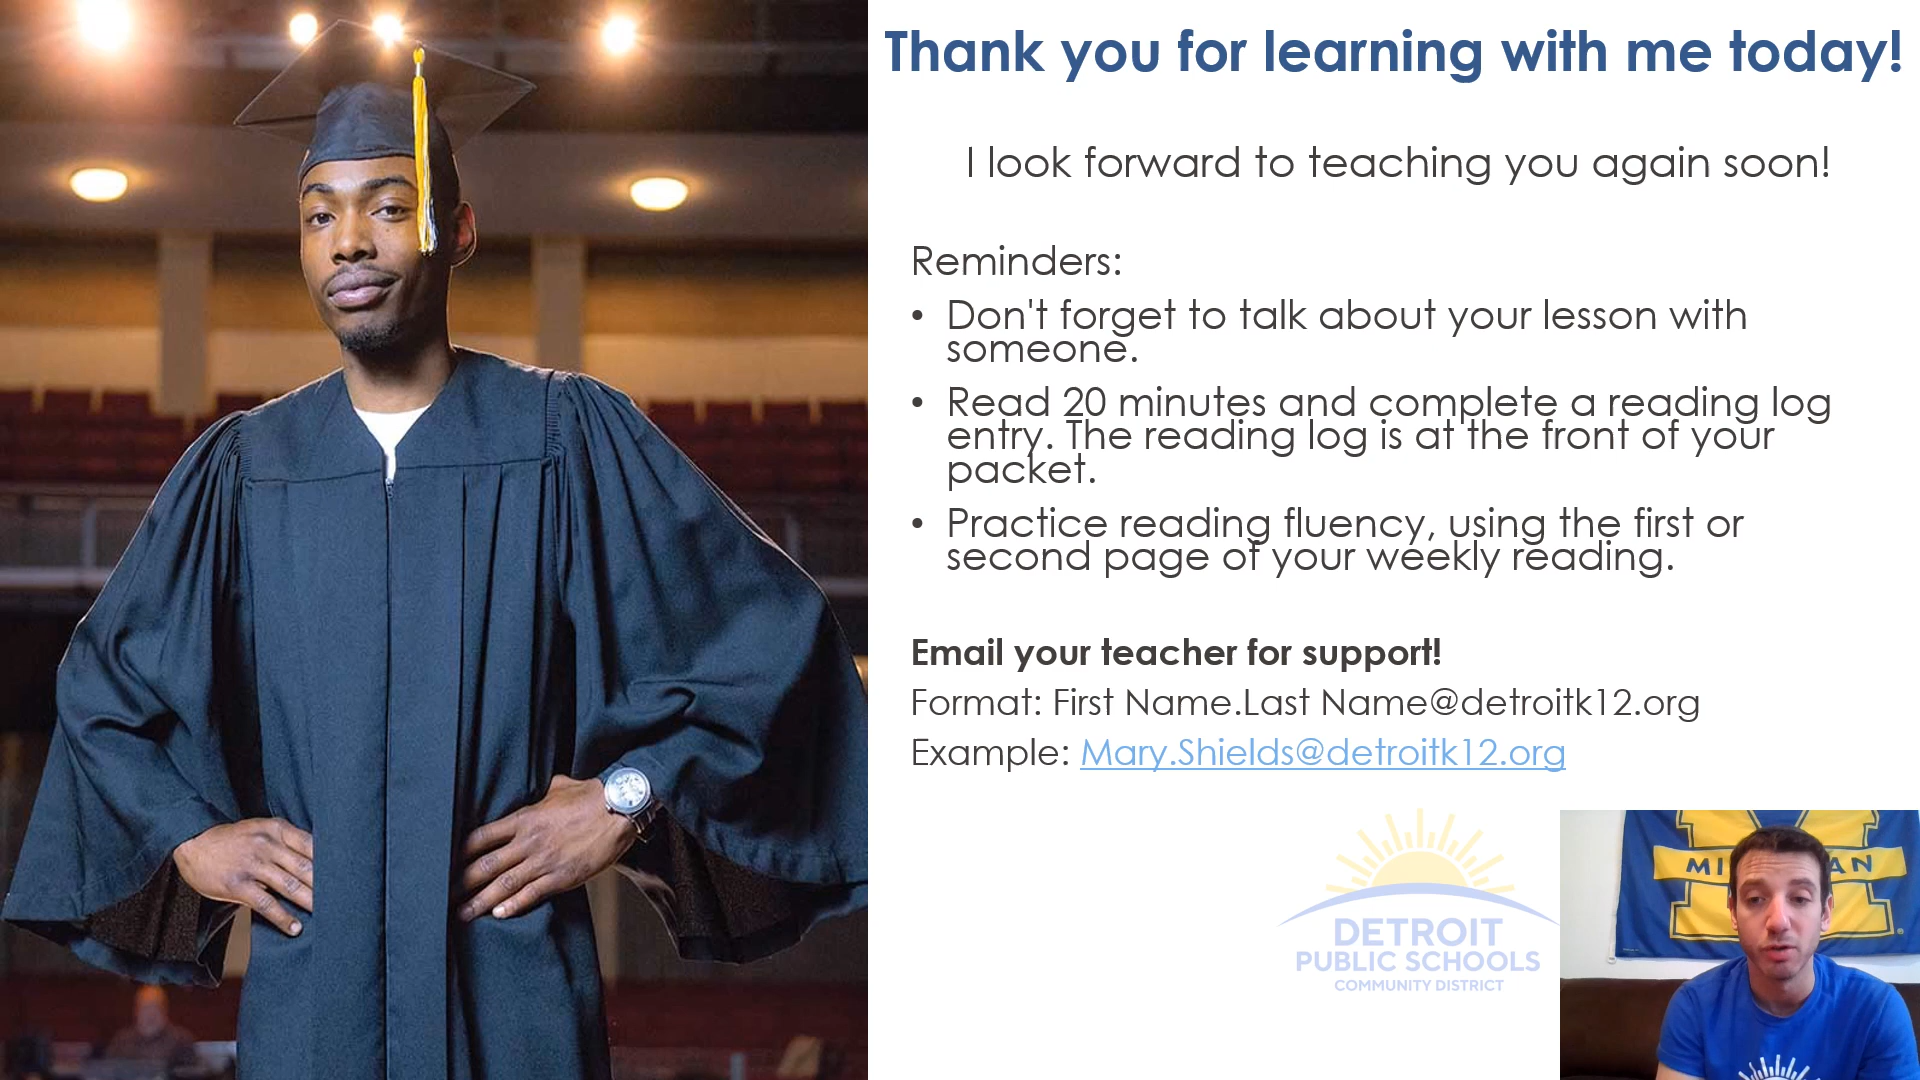 Thank you for learning with me today!
I look forward to teaching you again soon!
Reminders:
• Don't forget to talk about your lesson with
someone.
• Read 20 minutes and complete a reading log
entry. The reading log is at the front of your
packet.
• Practice reading fluency, using the first or
second page of your weekly reading.
Email your teacher for support!
Format: First Name.Last Name@detroitk12.org
Example: Mary.Shields@detroitk12.org
DETROIT
PUBLIC SCHOOLS
COMMUNITY DISTRICT
MI AN